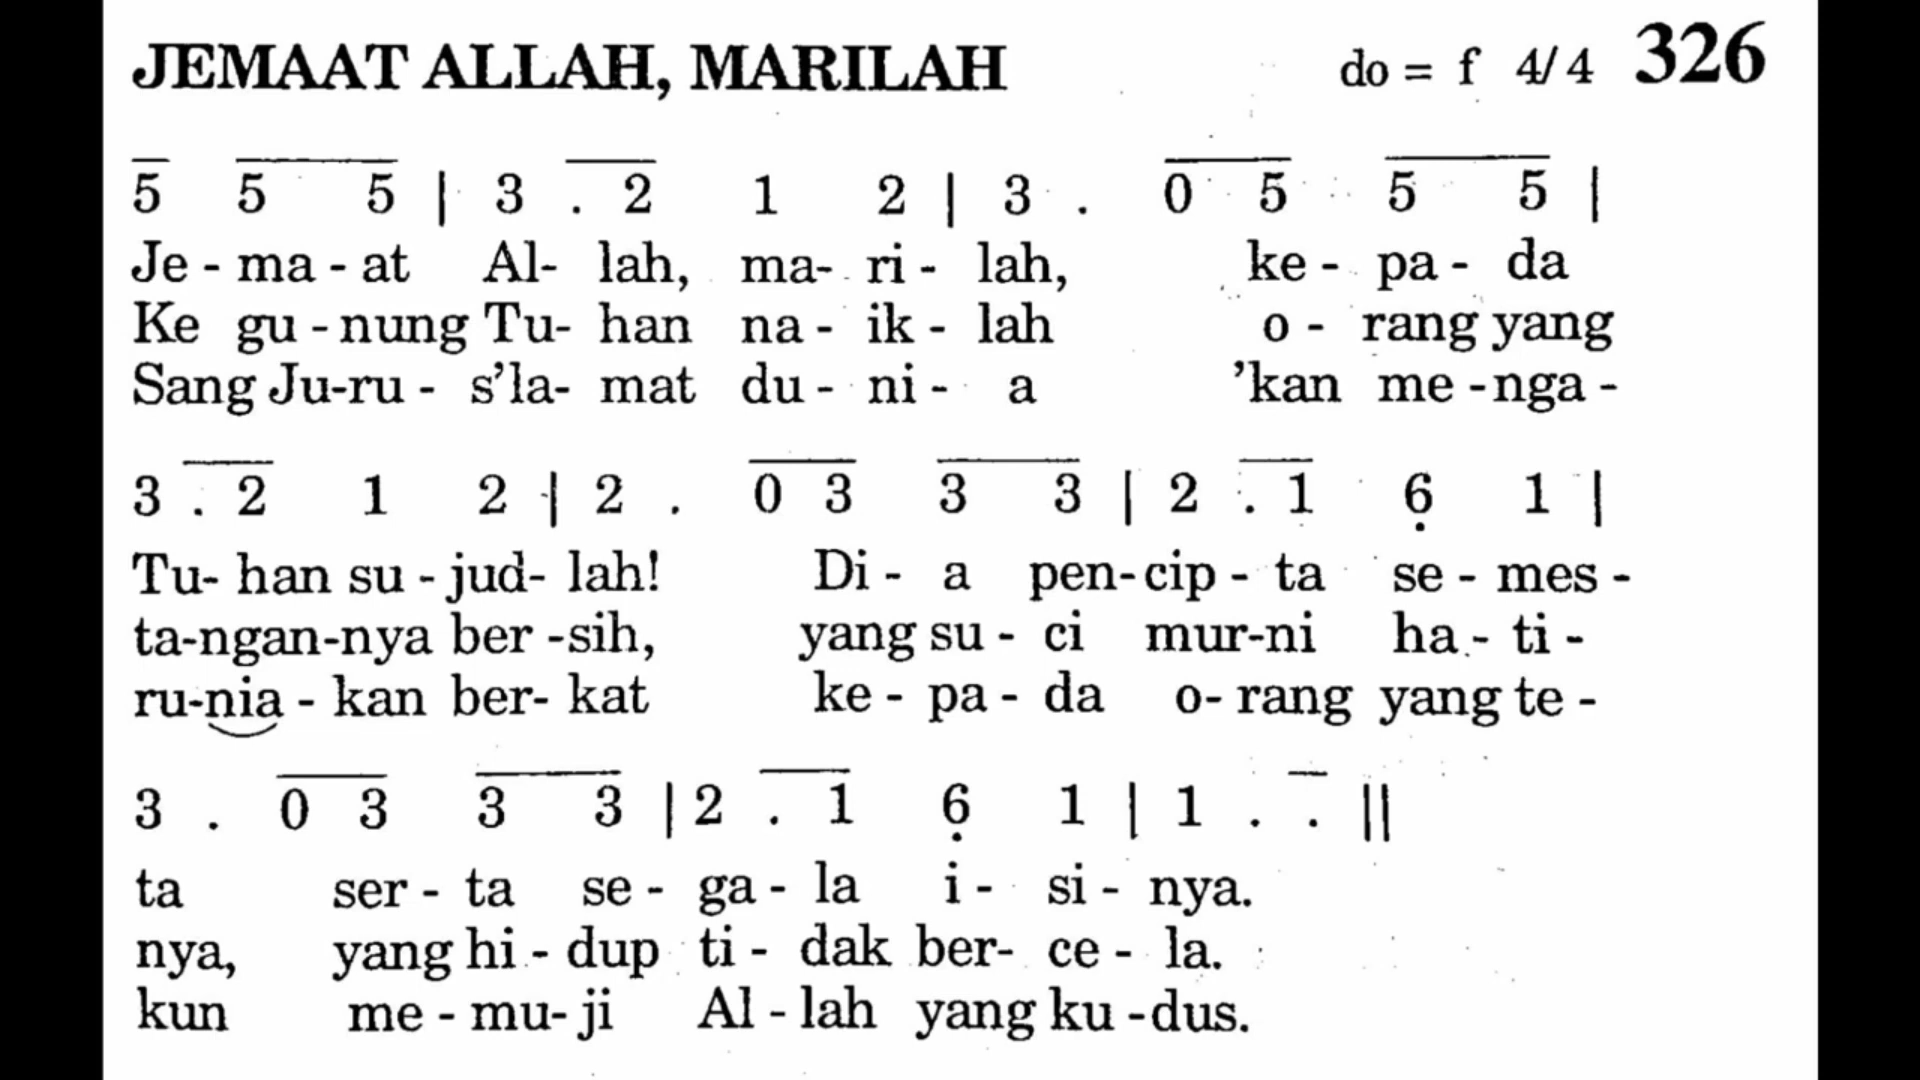 JEMAAT ALLAH, MARILAH do = f 4/4 326
5 5 5 | 3 . 2 1 2 | 3 . 0 5 5 5 |
Je - ma - at Al- lah, ma- ri - lah, ke - pa - da
Ke gu - nung Tu- han na - ik - lah o - rang yang
Sang Ju-ru - s’la- mat du - ni - a ’kan me -nga -
3 . 2 1 2 | 2 . 0 3 3 3 | 2 . 1 6̣ 1 |
Tu- han su - jud- lah! Di - a pen-cip - ta se - mes -
ta-ngan-nya ber -sih, yang su - ci mur-ni ha - ti -
ru-nia - kan ber- kat ke - pa - da o- rang yang te -
3 . 0 3 3 3 | 2 . 1 6̣ 1 | 1 . . ||
ta ser - ta se - ga - la i - si - nya.
nya, yang hi - dup ti - dak ber- ce - la.
kun me - mu- ji Al - lah yang ku -dus.